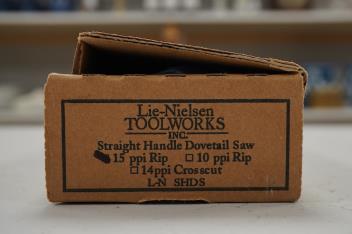 Lie-Nielsen
TOOLWORKS
INC.
Straight Handle Dovetail Saw
15 ppi Rip □ 10 ppi Rip
□ 14ppi Crosscut
L-N SHDS